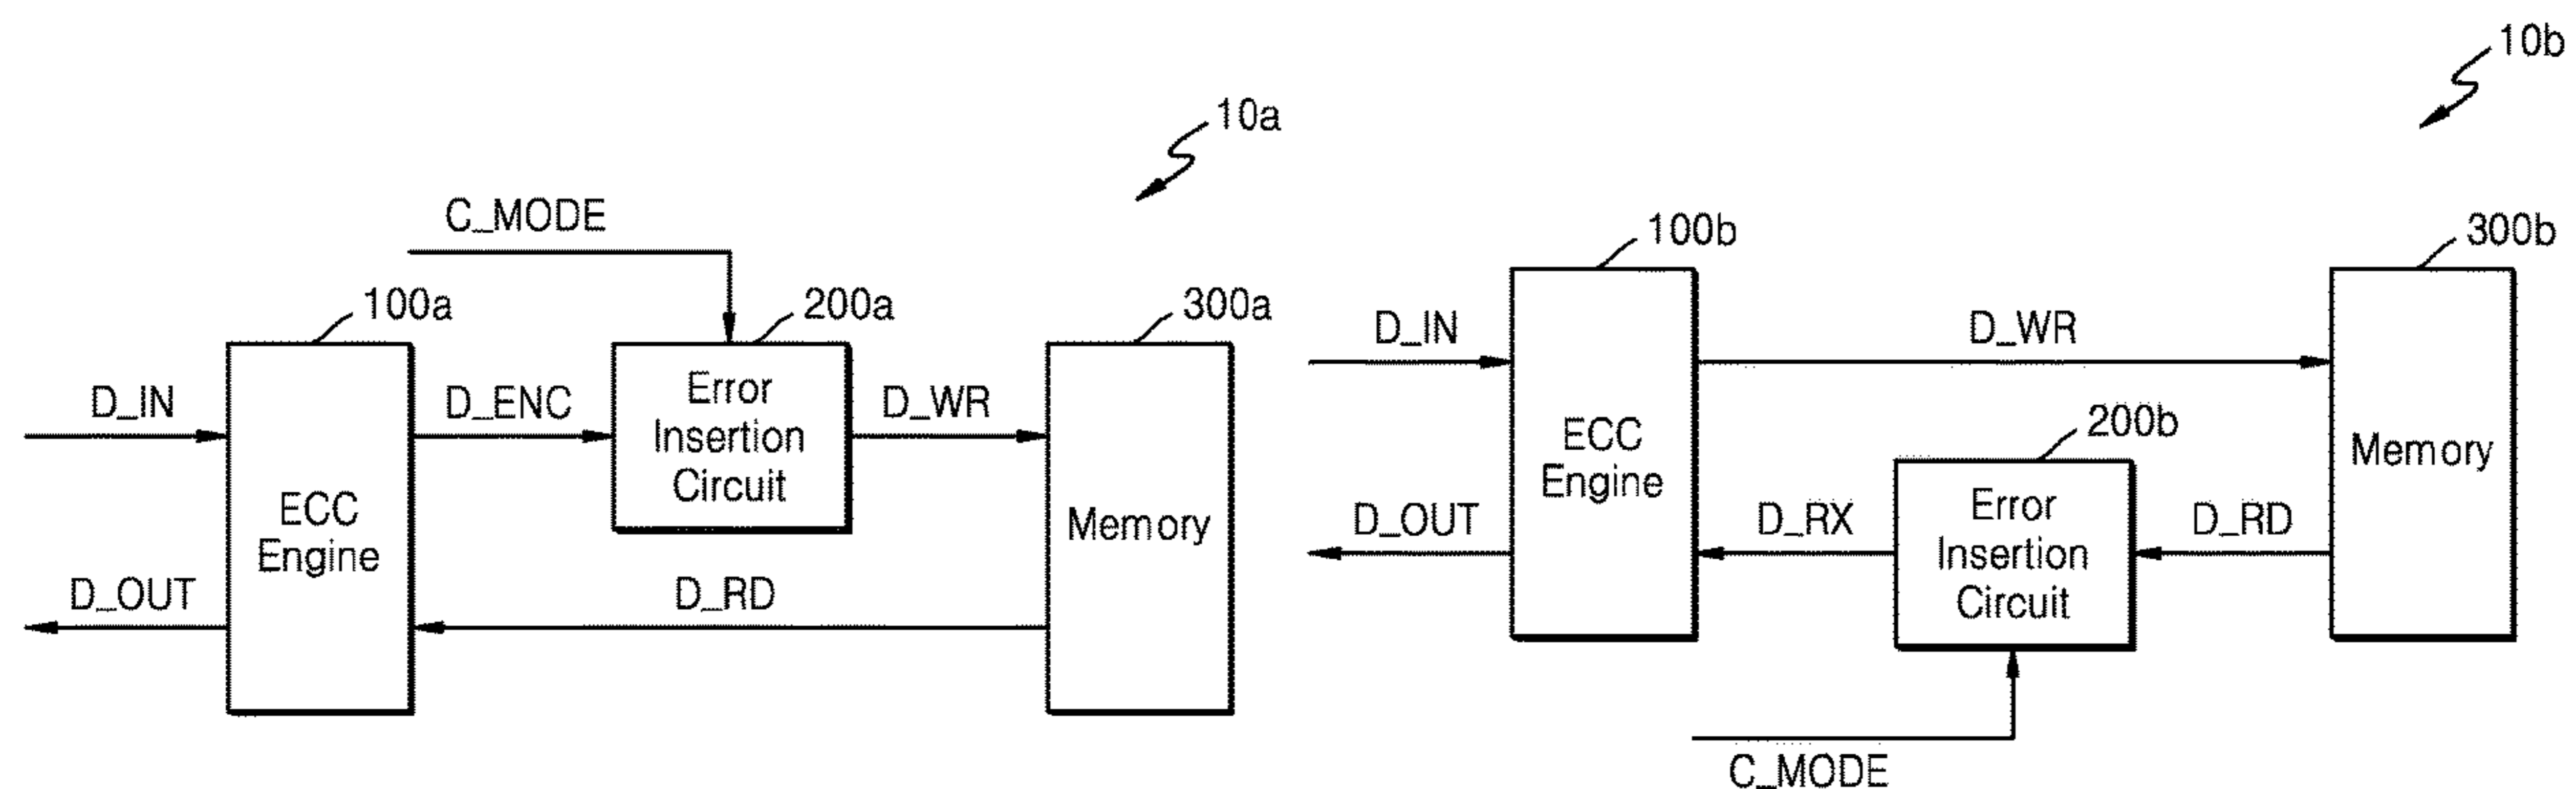 10a
C_MODE
100a
200a
300a
D_IN
D_ENC
Error
Insertion
Circuit
D_WR
ECC
Engine
Memory
D_OUT
D_RD
10b
100b
300b
D_IN
D_WR
200b
ECC
Engine
Memory
D_OUT
D_RX
Error
Insertion
Circuit
D_RD
C_MODE